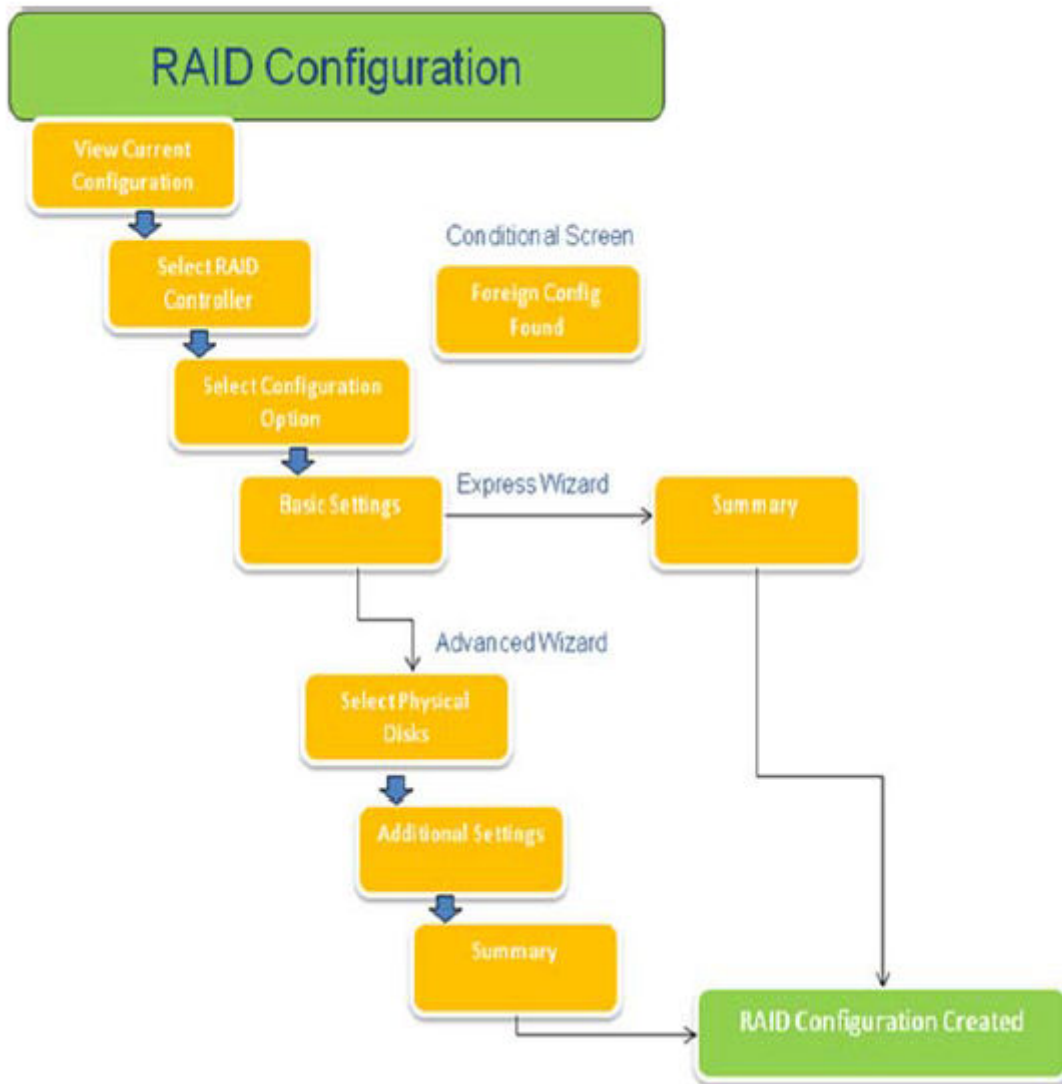 RAID Configuration
View Current
Configuration
Select RAID
Controller
Conditional Screen
Foreign Config
Found
Select Configuration
Option
Basic Settings
Express Wizard
Summary
Advanced Wizard
Select Physical
Disks
Additional Settings
Summary
RAID Configuration Created